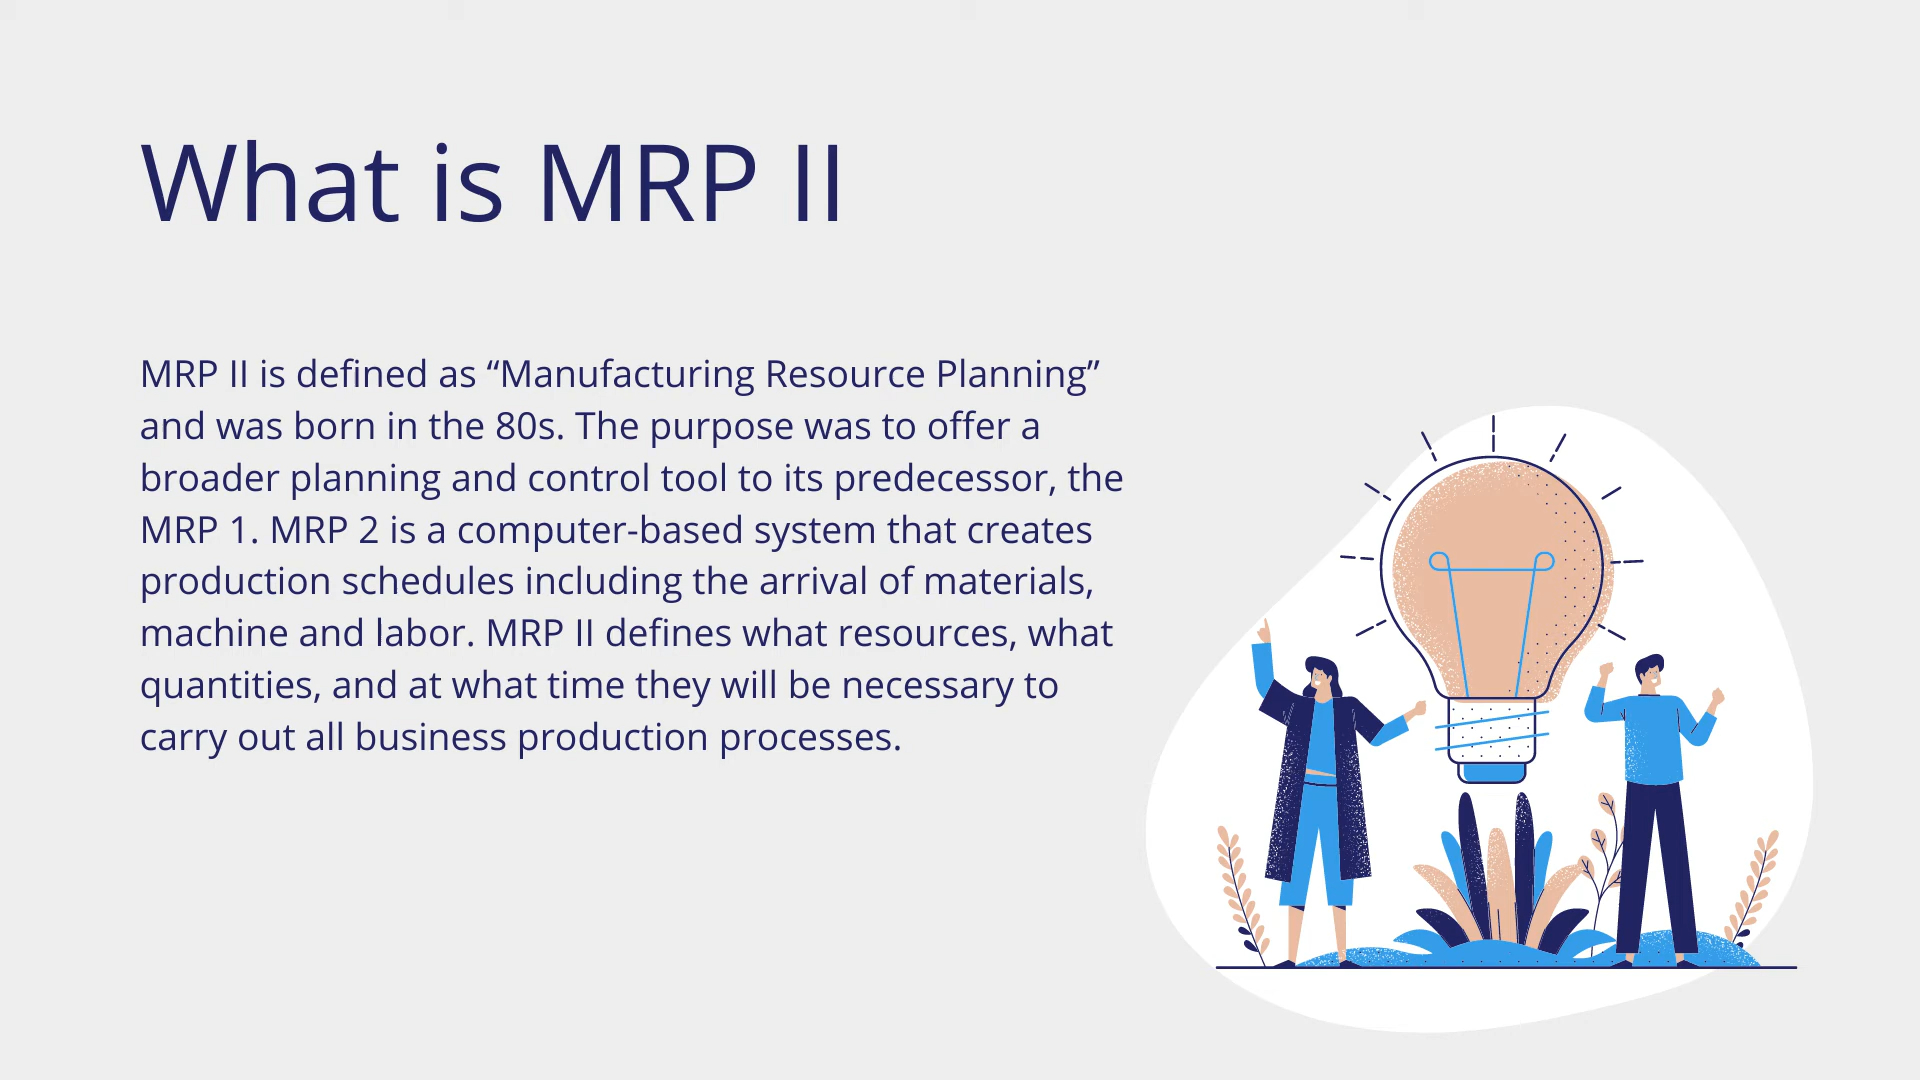 What is MRP II
MRP II is defined as “Manufacturing Resource Planning”
and was born in the 80s. The purpose was to offer a
broader planning and control tool to its predecessor, the
MRP 1. MRP 2 is a computer-based system that creates
production schedules including the arrival of materials,
machine and labor. MRP II defines what resources, what
quantities, and at what time they will be necessary to
carry out all business production processes.